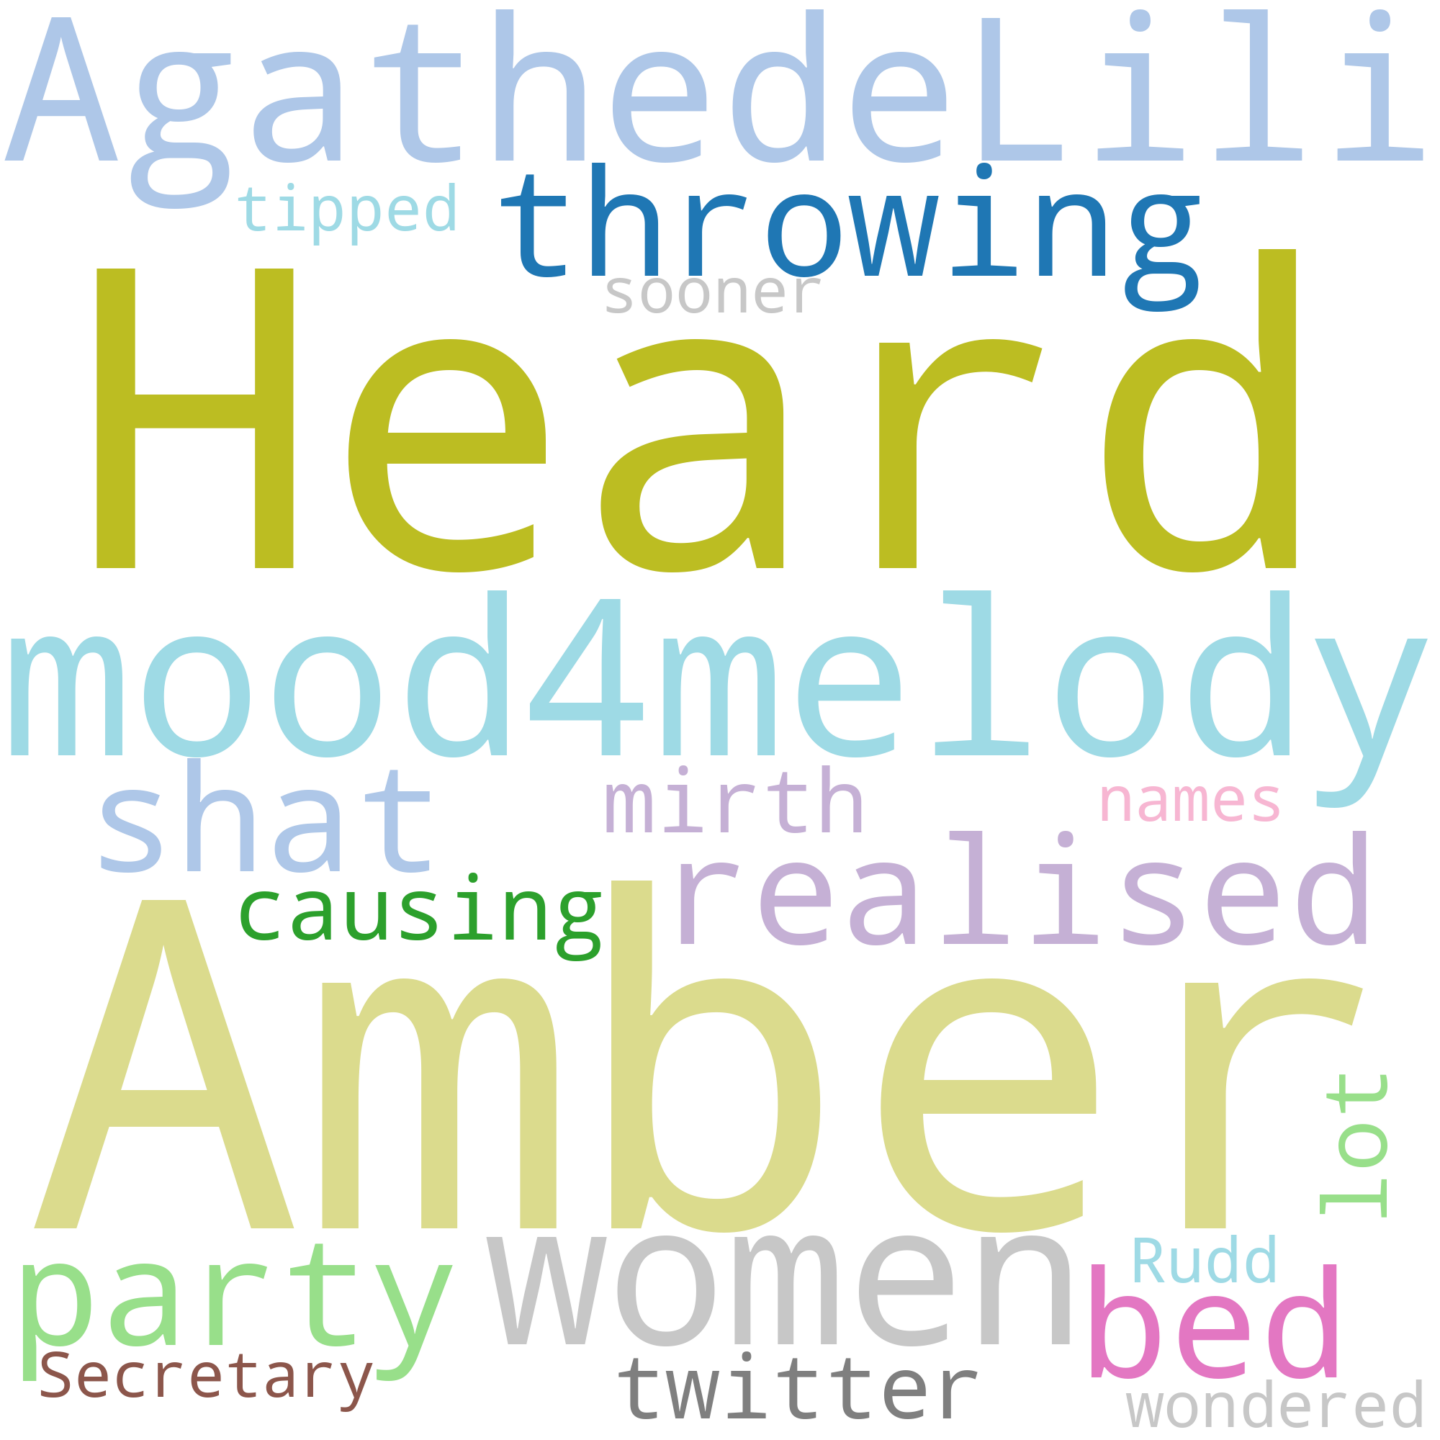 AgathedeLili
tipped
throwing
sooner
Heard
mood4melody
shat
mirth
names
causing
realised
Amber
lot
party
women
Rudd
bed
Secretary
twitter
wondered